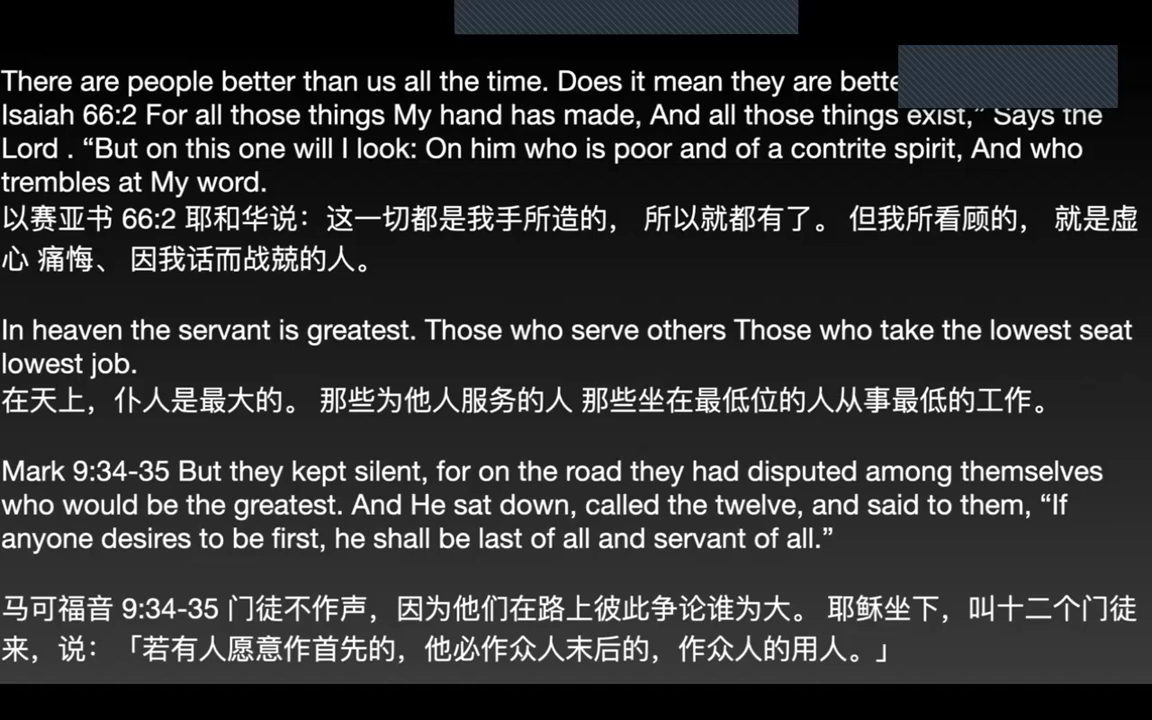 There are people better than us all the time. Does it mean they are
Isaiah 66:2 For all those things My hand has made, And all those things exist,” Says the
Lord . “But on this one will I look: On him who is poor and of a contrite spirit, And who
trembles at My word.
以赛亚书 66:2 耶和华说：这一切都是我手所造的， 所以就都有了。 但我所看顾的， 就是虚
心 痛悔、 因我话而战兢的人。
In heaven the servant is greatest. Those who serve others Those who take the lowest seat
lowest job.
在天上，仆人是最大的。 那些为他人服务的人 那些坐在最低位的人从事最低的工作。
Mark 9:34-35 But they kept silent, for on the road they had disputed among themselves
who would be the greatest. And He sat down, called the twelve, and said to them, “If
anyone desires to be first, he shall be last of all and servant of all.”
马可福音 9:34-35 门徒不作声，因为他们在路上彼此争论谁为大。 耶稣坐下，叫十二个门徒
来，说：「若有人愿意作首先的，他必作众人末后的，作众人的用人。」